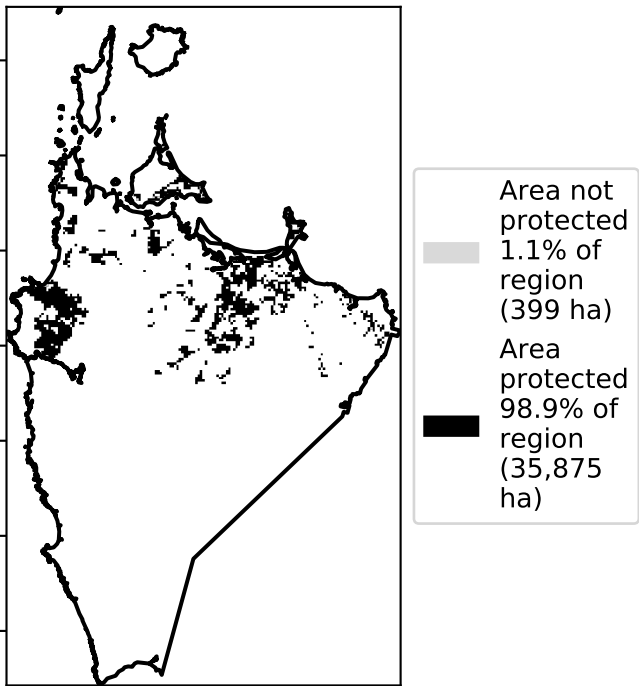 Area not
protected
1.1% of
region
(399 ha)
Area
protected
98.9% of
region
(35,875
ha)